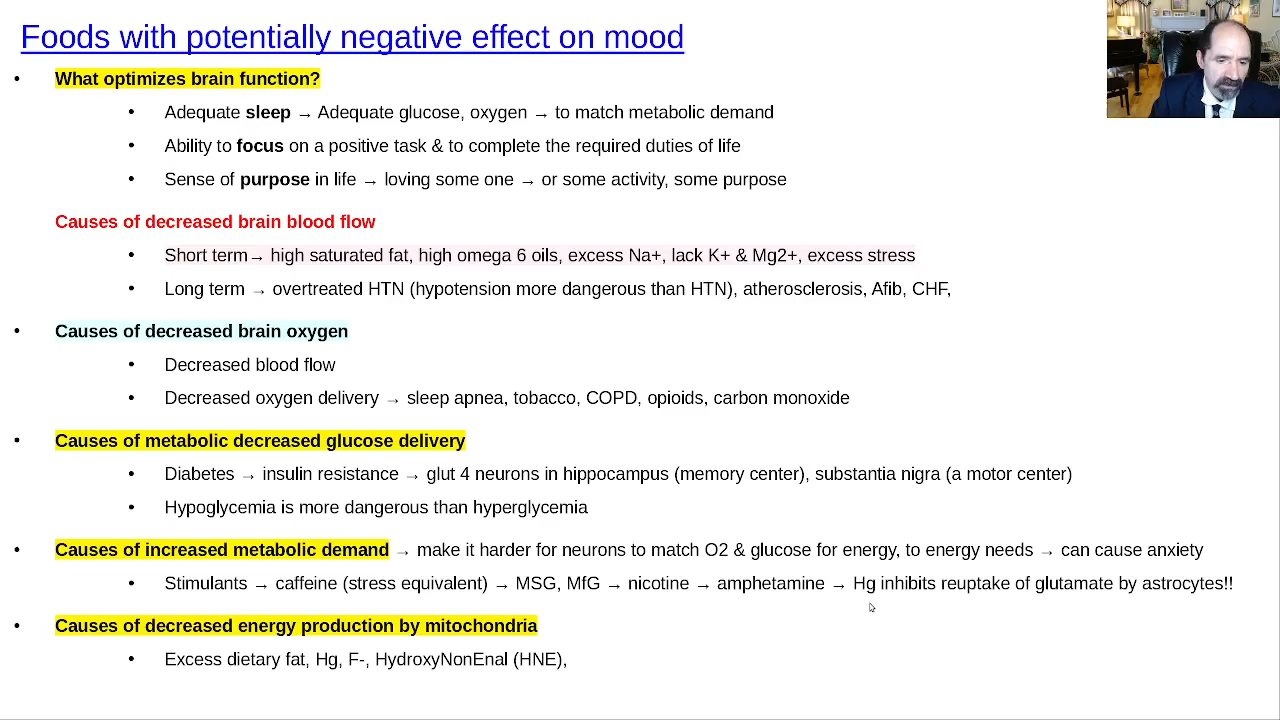 Foods with potentially negative effect on mood
• What optimizes brain function?
• Adequate sleep → Adequate glucose, oxygen → to match metabolic demand
• Ability to focus on a positive task & to complete the required duties of life
• Sense of purpose in life → loving some one → or some activity, some purpose
Causes of decreased brain blood flow
• Short term→ high saturated fat, high omega 6 oils, excess Na+, lack K+ & Mg2+, excess stress
• Long term → overtreated HTN (hypotension more dangerous than HTN), atherosclerosis, Afib, CHF,
• Causes of decreased brain oxygen
• Decreased blood flow
• Decreased oxygen delivery → sleep apnea, tobacco, COPD, opioids, carbon monoxide
• Causes of metabolic decreased glucose delivery
• Diabetes → insulin resistance → glut 4 neurons in hippocampus (memory center), substantia nigra (a motor center)
• Hypoglycemia is more dangerous than hyperglycemia
• Causes of increased metabolic demand → make it harder for neurons to match O2 & glucose for energy, to energy needs → can cause anxiety
• Stimulants → caffeine (stress equivalent) → MSG, MfG → nicotine → amphetamine → Hg inhibits reuptake of glutamate by astrocytes!!
• Causes of decreased energy production by mitochondria
• Excess dietary fat, Hg, F-, HydroxyNonEnal (HNE),